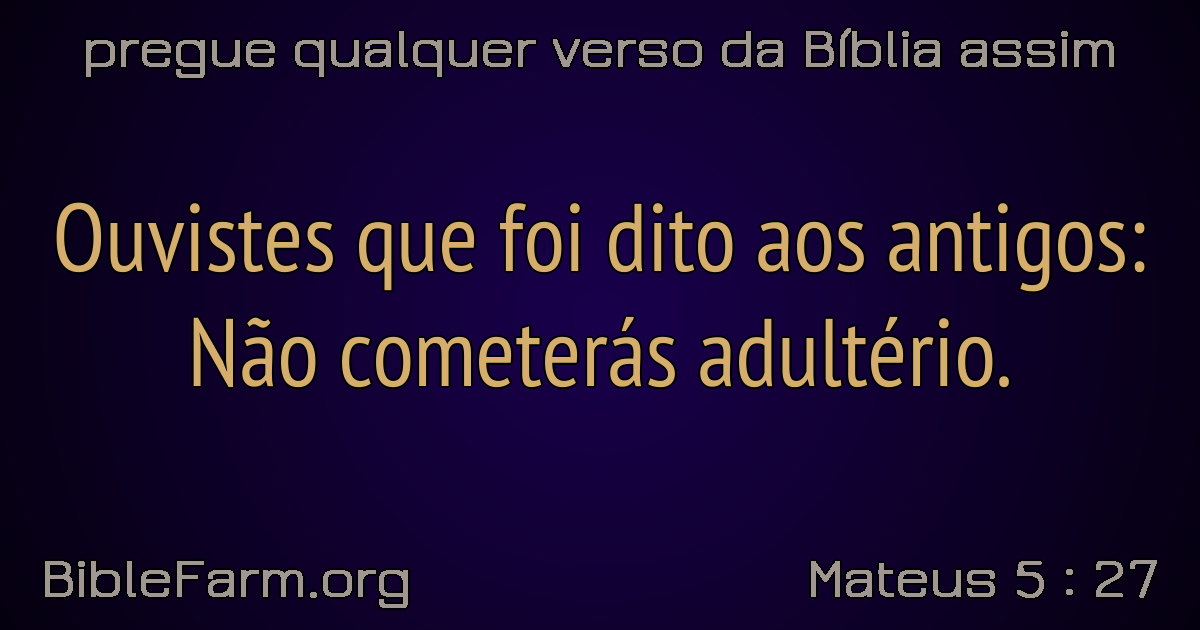 pregue qualquer verso da Bíblia assim
Ouvistes que foi dito aos antigos:
Não cometerás adultério.
BibleFarm.org
Mateus 5 : 27